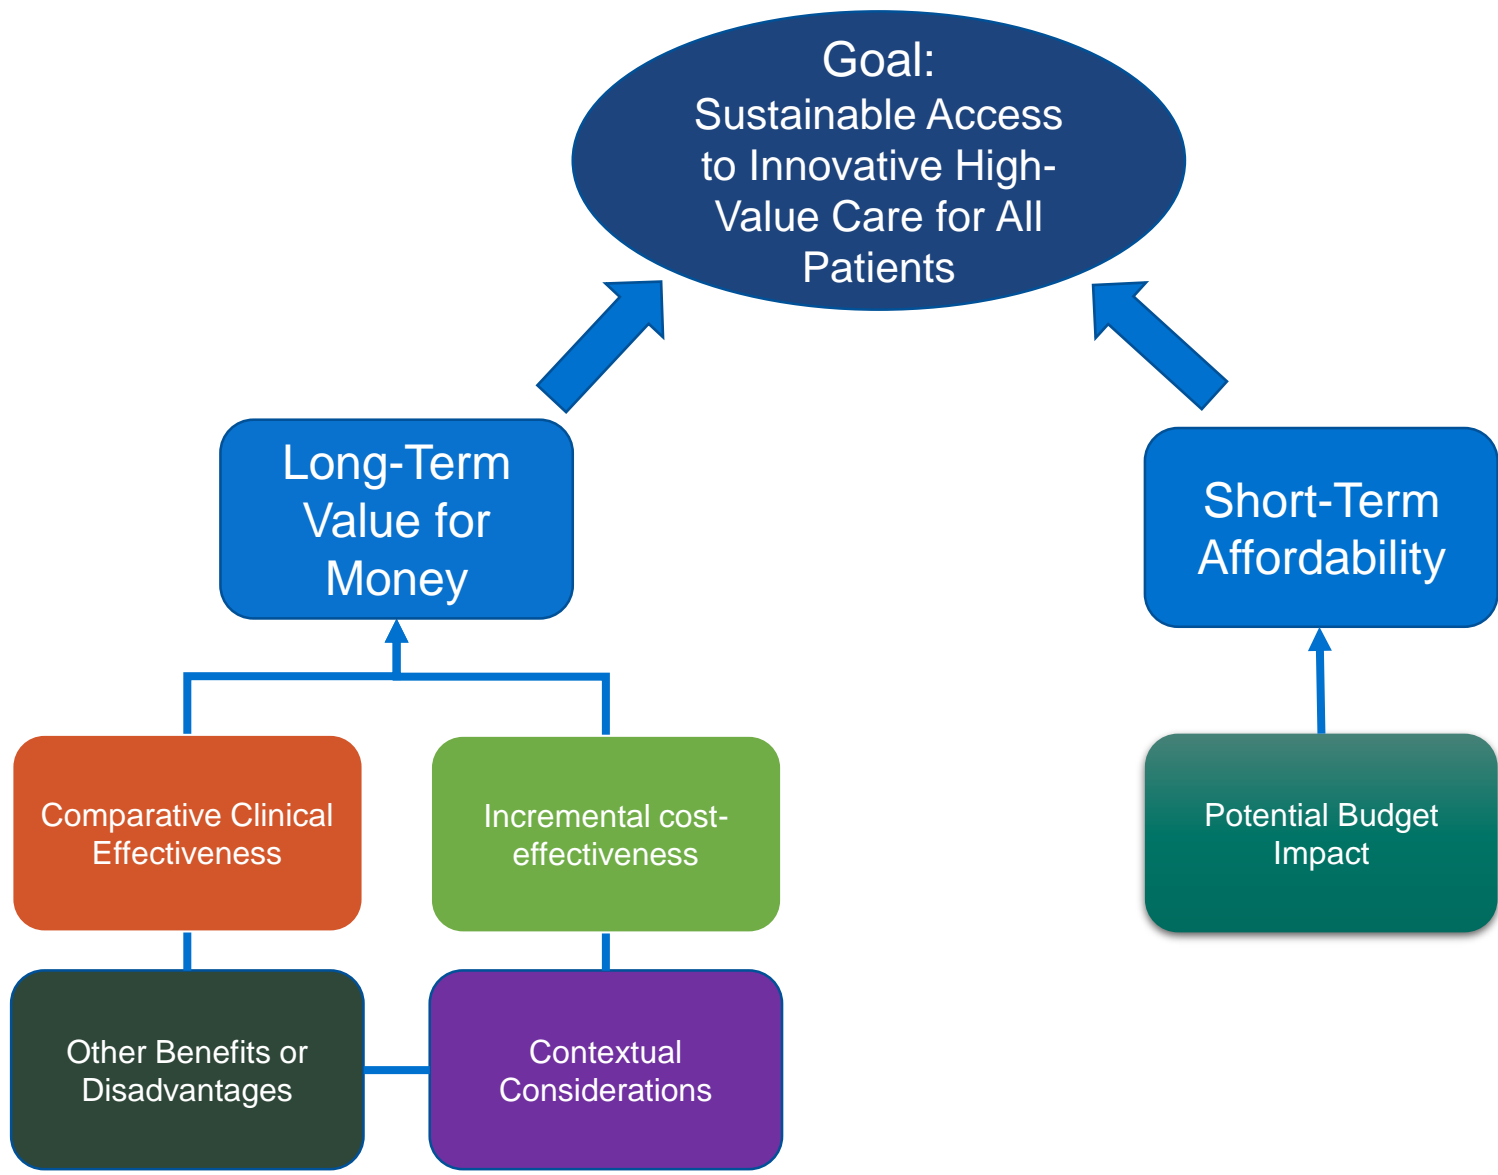 Goal:
Sustainable Access
to Innovative High-
Value Care for All
Patients
Long-Term
Value for
Money
Short-Term
Affordability
Comparative Clinical
Effectiveness
Incremental cost-
effectiveness
Potential Budget
Impact
Other Benefits or
Disadvantages
Contextual
Considerations